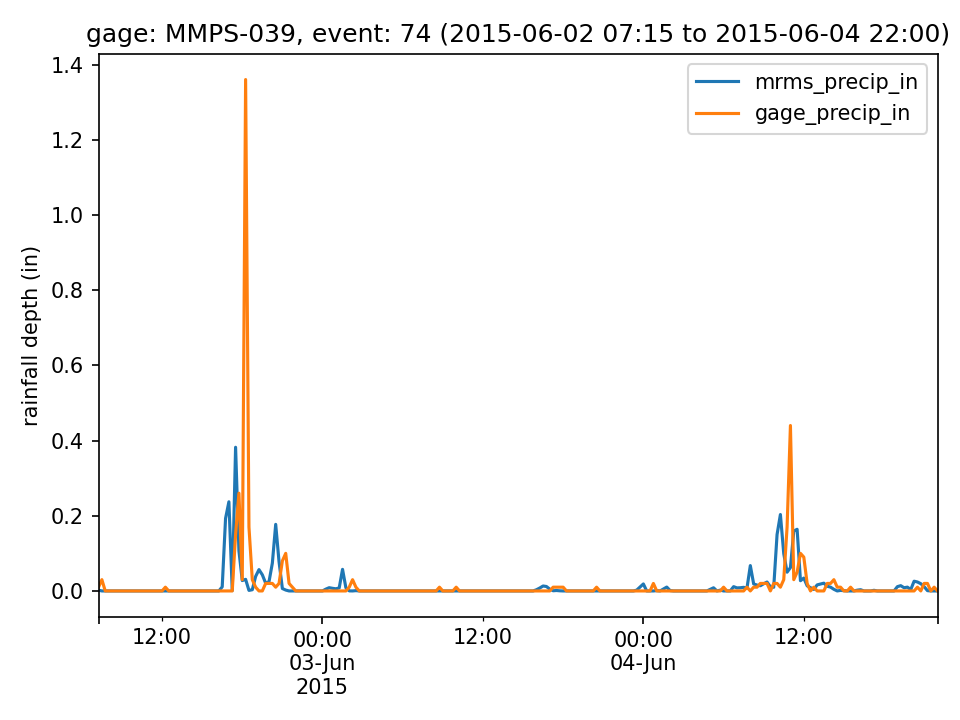 gage: MMPS-039, event: 74 (2015-06-02 07:15 to 2015-06-04 22:00)
mrms_precip_in
gage_precip_in
rainfall depth (in)
1.4
1.2
1.0
0.8
0.6
0.4
0.2
0.0
12:00
00:00
03-Jun
2015
12:00
00:00
04-Jun
12:00